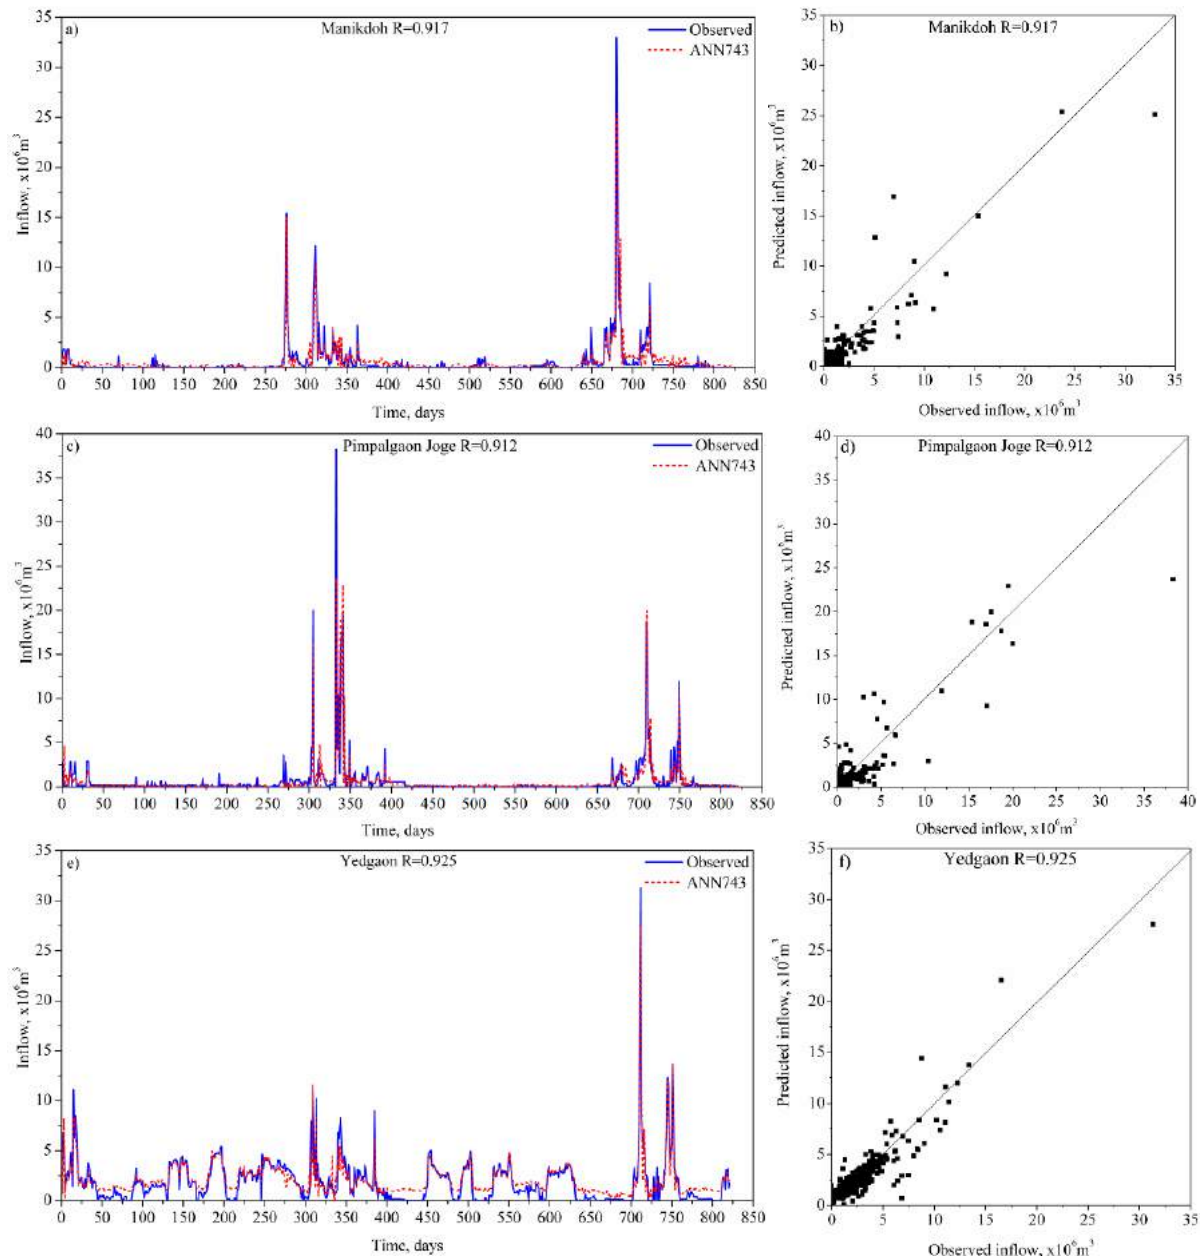 a)
Manikdoh R=0.917
Observed
ANN743
35
30
25
20
15
10
5
0
Inflow, x10⁶m³
0 50 100 150 200 250 300 350 400 450 500 550 600 650 700 750 800 850
Time, days
b)
Manikdoh R=0.917
35
30
25
20
15
10
5
0
Predicted inflow, x10⁶m³
0 5 10 15 20 25 30 35
Observed inflow, x10⁶m³
c)
Pimpalgaon Joge R=0.912
Observed
ANN743
40
35
30
25
20
15
10
5
0
Inflow, x10⁶m³
0 50 100 150 200 250 300 350 400 450 500 550 600 650 700 750 800 850
Time, days
d)
Pimpalgaon Joge R=0.912
40
35
30
25
20
15
10
5
0
Predicted inflow, x10⁶m³
0 5 10 15 20 25 30 35 40
Observed inflow, x10⁶m³
e)
Yedgaon R=0.925
Observed
ANN743
35
30
25
20
15
10
5
0
Inflow, x10⁶m³
0 50 100 150 200 250 300 350 400 450 500 550 600 650 700 750 800 850
Time, days
f)
Yedgaon R=0.925
35
30
25
20
15
10
5
0
Predicted inflow, x10⁶m³
0 5 10 15 20 25 30 35
Observed inflow, x10⁶m³